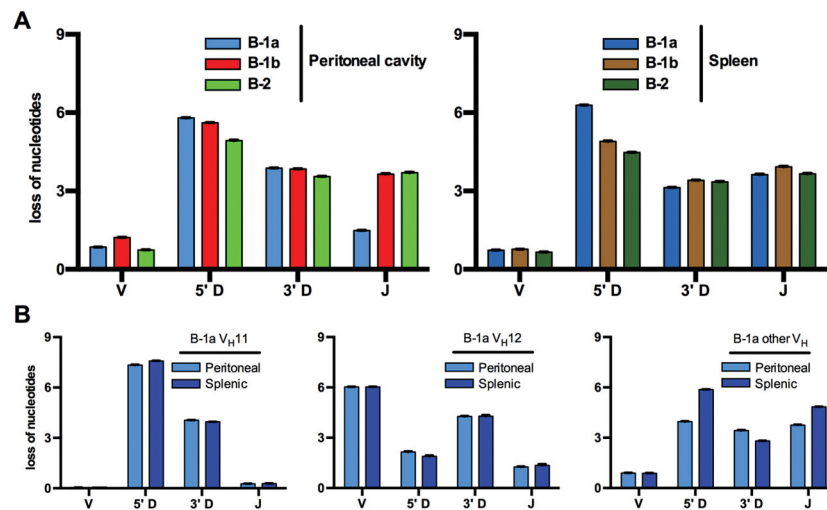 A
loss of nucleotides
9
6
3
0
B-1a
B-1b
B-2
Peritoneal cavity
V
5' D
3' D
J
9
6
3
0
B-1a
B-1b
B-2
Spleen
V
5' D
3' D
J
B
loss of nucleotides
9
6
3
0
B-1a VH11
Peritoneal
Splenic
V
5' D
3' D
J
9
6
3
0
B-1a VH12
Peritoneal
Splenic
V
5' D
3' D
J
9
6
3
0
B-1a other VH
Peritoneal
Splenic
V
5' D
3' D
J